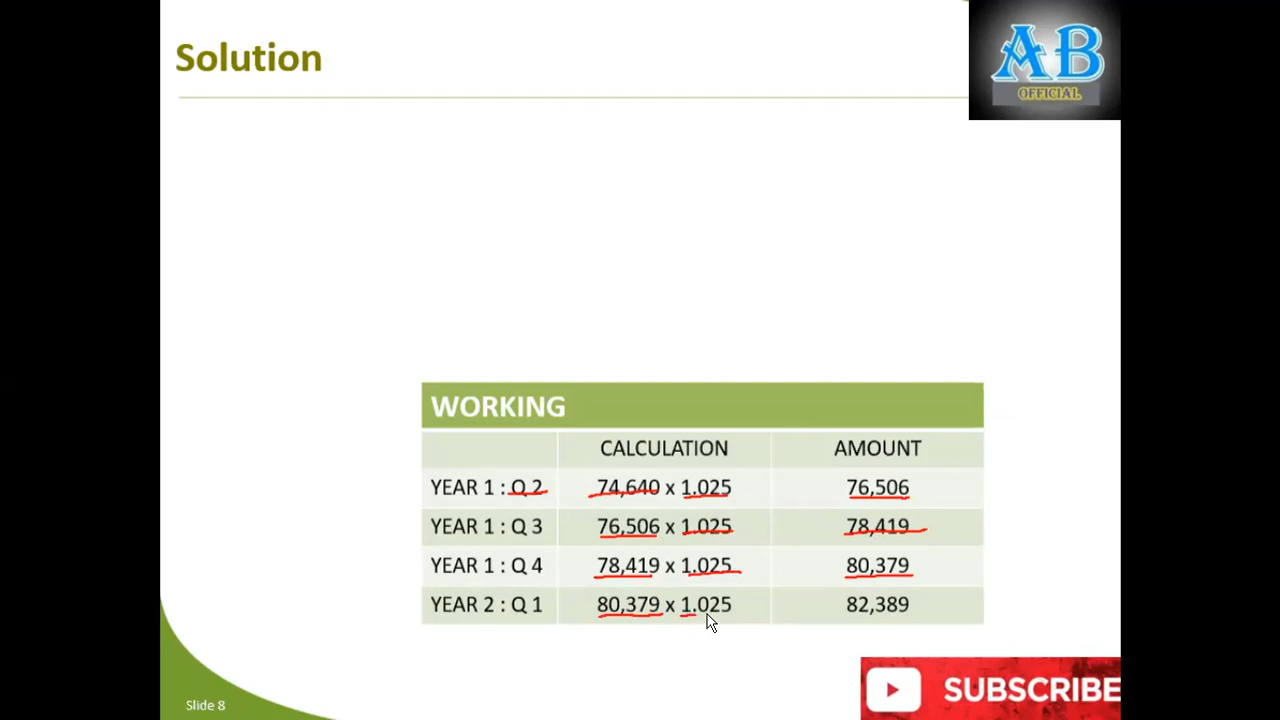 Solution
AB
OFFICIAL
WORKING
CALCULATION AMOUNT
YEAR 1 : Q 2 74,640 x 1.025 76,506
YEAR 1 : Q 3 76,506 x 1.025 78,419
YEAR 1 : Q 4 78,419 x 1.025 80,379
YEAR 2 : Q 1 80,379 x 1.025 82,389
Slide 8
SUBSCRIBE